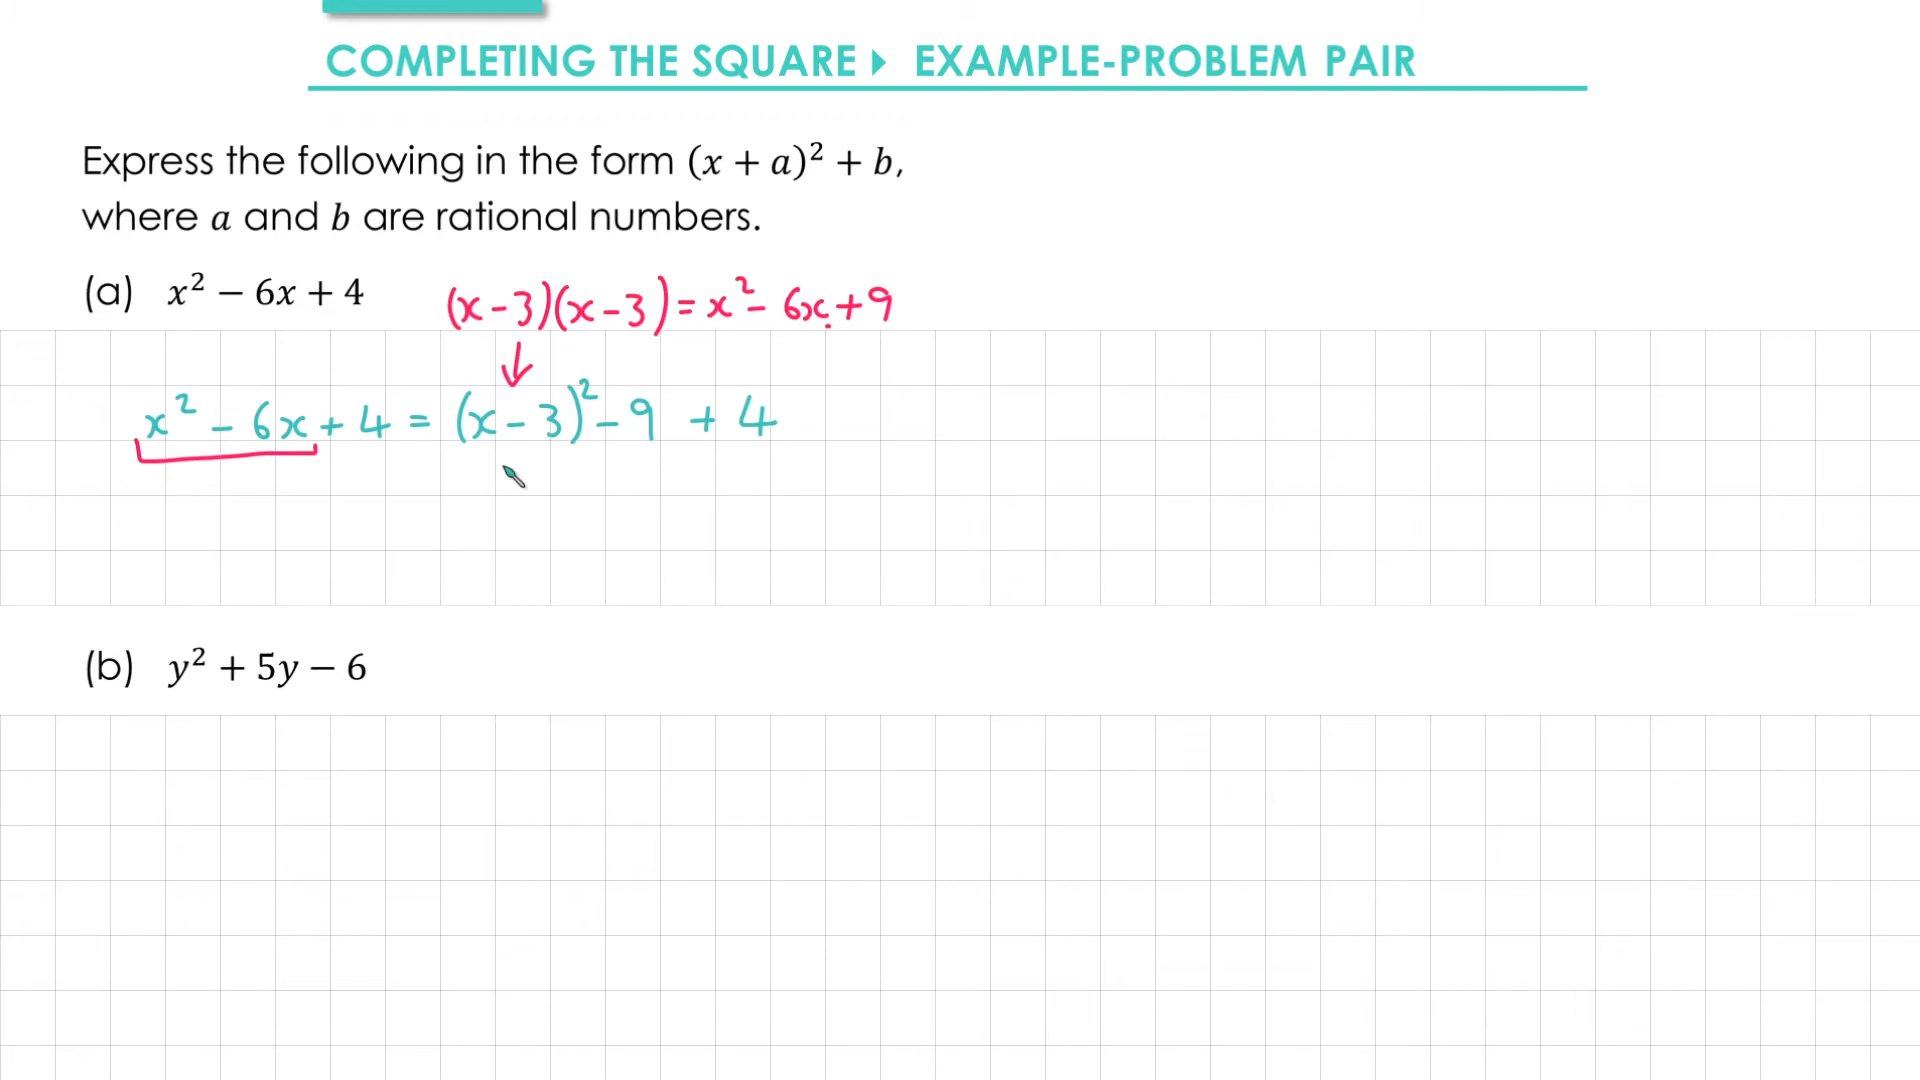 COMPLETING THE SQUARE ▸ EXAMPLE-PROBLEM PAIR
Express the following in the form (x + a)² + b,
where a and b are rational numbers.
(a) x² − 6x + 4
(x − 3)(x − 3) = x² − 6x + 9
x² − 6x + 4 = (x − 3)² − 9 + 4
(b) y² + 5y − 6